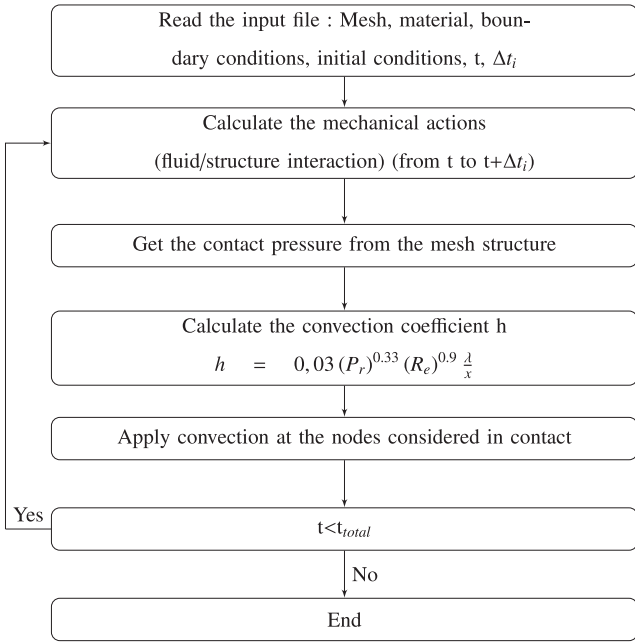 Read the input file : Mesh, material, boun-
dary conditions, initial conditions, t, Δt_i
Calculate the mechanical actions
(fluid/structure interaction) (from t to t+Δt_i)
Get the contact pressure from the mesh structure
Calculate the convection coefficient h
h = 0, 03 (P_r)^0.33 (R_e)^0.9 λ/x
Apply convection at the nodes considered in contact
Yes
t<t_total
No
End